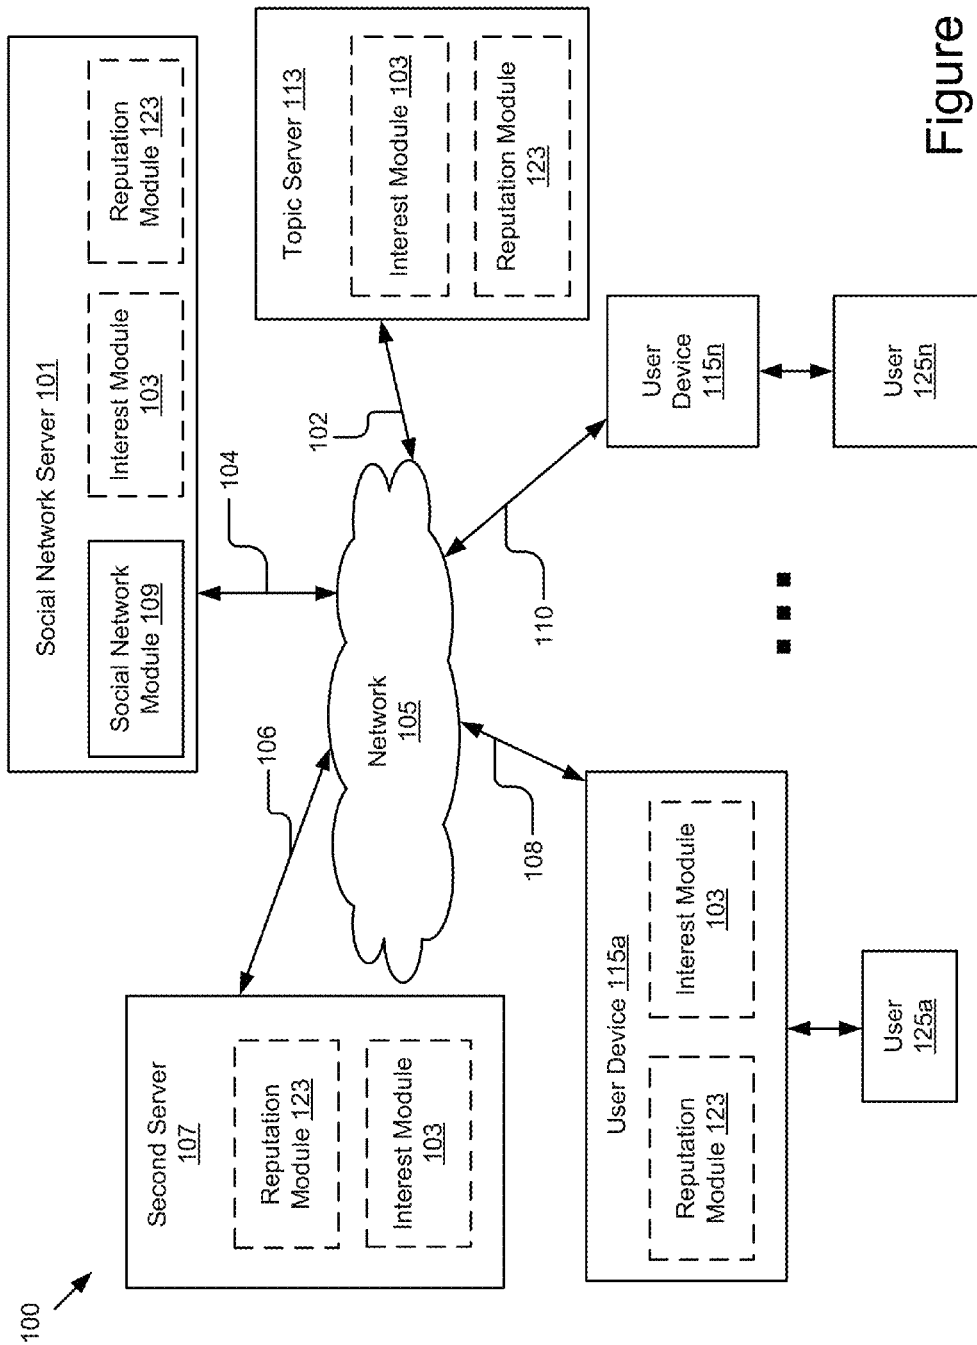 100
Social Network Server 101
Social Network
Module 109
Interest Module
103
Reputation
Module 123
Second Server
107
Reputation
Module 123
Interest Module
103
106
104
102
Topic Server 113
Interest Module 103
Reputation Module
123
Network
105
108
110
User Device 115a
Reputation
Module 123
Interest Module
103
User
Device
115n
User
125a
User
125n
Figure